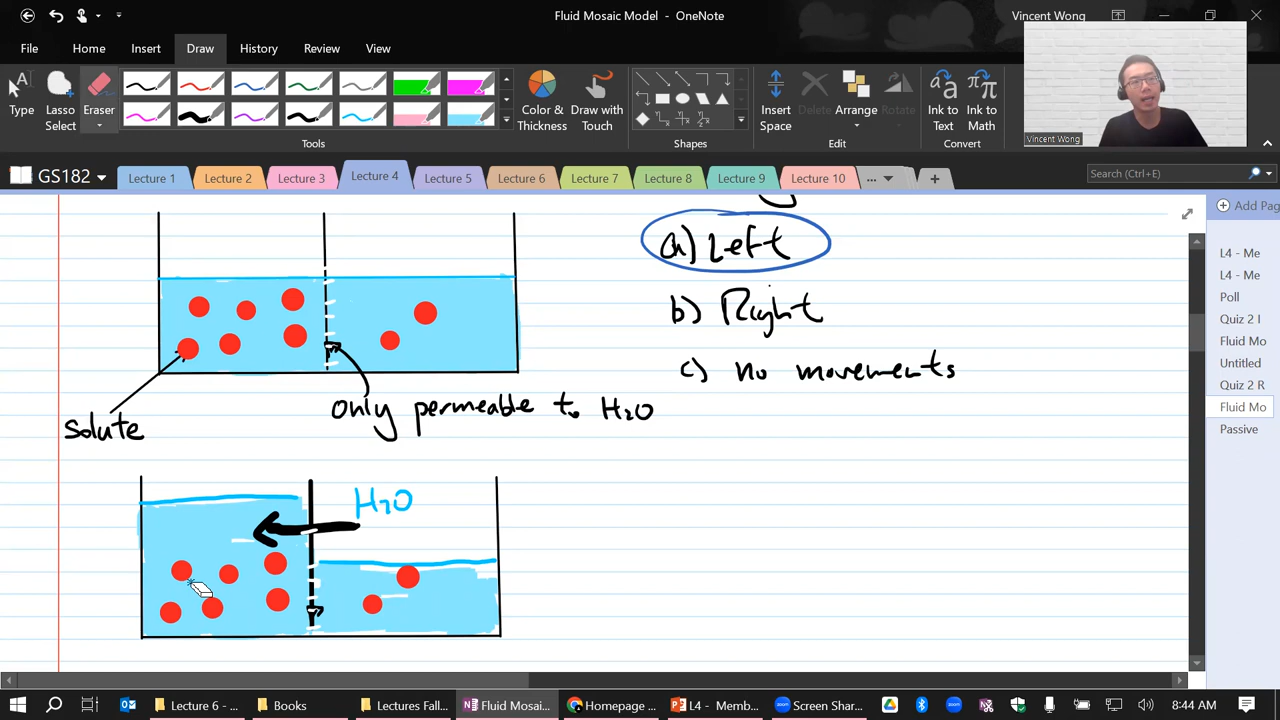 Fluid Mosaic Model - OneNote
Vincent Wong
File Home Insert Draw History Review View
Type
Lasso Select
Eraser
Color & Thickness
Draw with Touch
Insert Space
Delete
Arrange
Rotate
Ink to Text
Ink to Math
Tools
Shapes
Edit
Convert
Vincent Wong
GS182
Lecture 1 Lecture 2 Lecture 3 Lecture 4 Lecture 5 Lecture 6 Lecture 7 Lecture 8 Lecture 9 Lecture 10 ...
Search (Ctrl+E)
Add Pag
L4 - Me
L4 - Me
Poll
Quiz 2 I
Fluid Mo
Untitled
Quiz 2 R
Fluid Mo
Passive
a) Left
b) Right
c) no movements
only permeable to H2O
Solute
H2O
Lecture 6 - Books Lectures Fall... Fluid Mosaic Homepage ... L4 - Memb... Screen Shar...
8:44 AM